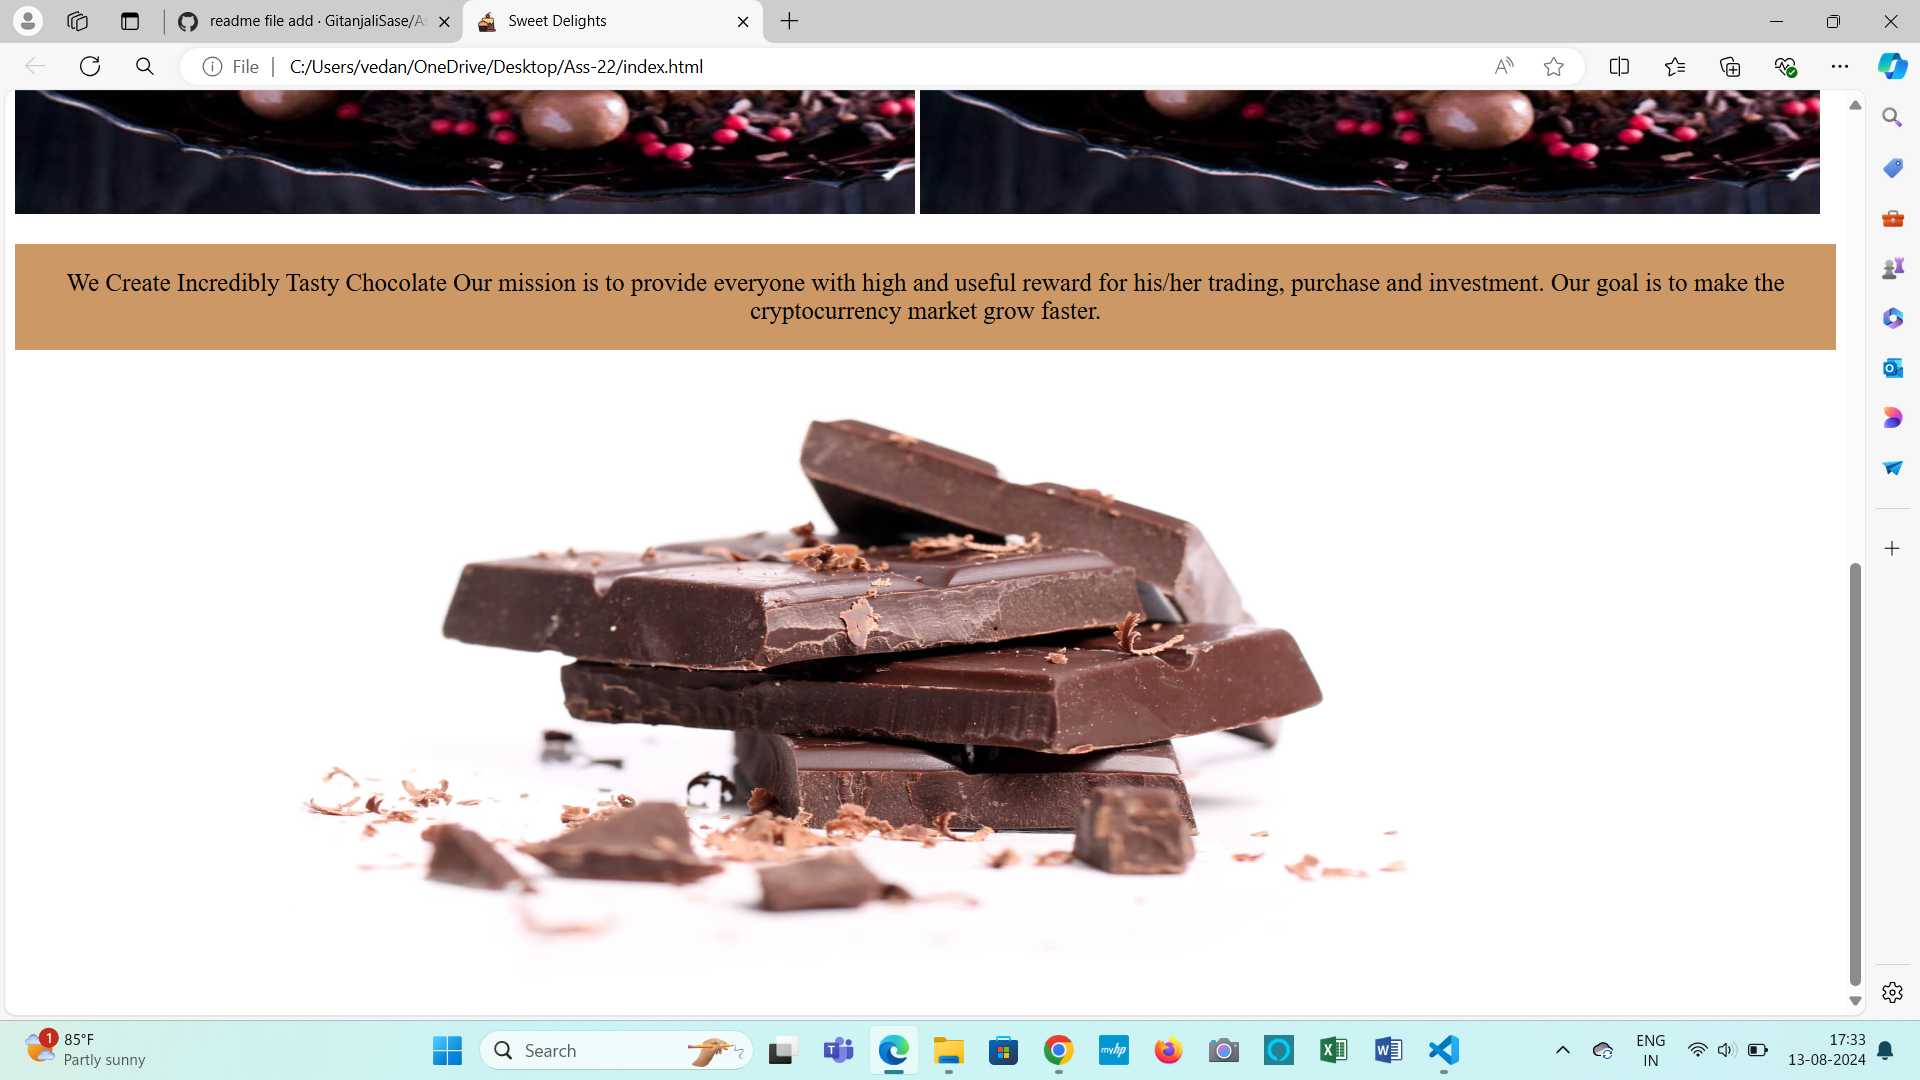 readme file add · GitanjaliSase/As
Sweet Delights
File
C:/Users/vedan/OneDrive/Desktop/Ass-22/index.html
We Create Incredibly Tasty Chocolate Our mission is to provide everyone with high and useful reward for his/her trading, purchase and investment. Our goal is to make the
cryptocurrency market grow faster.
1
85°F
Partly sunny
Search
myhp
ENG
IN
17:33
13-08-2024